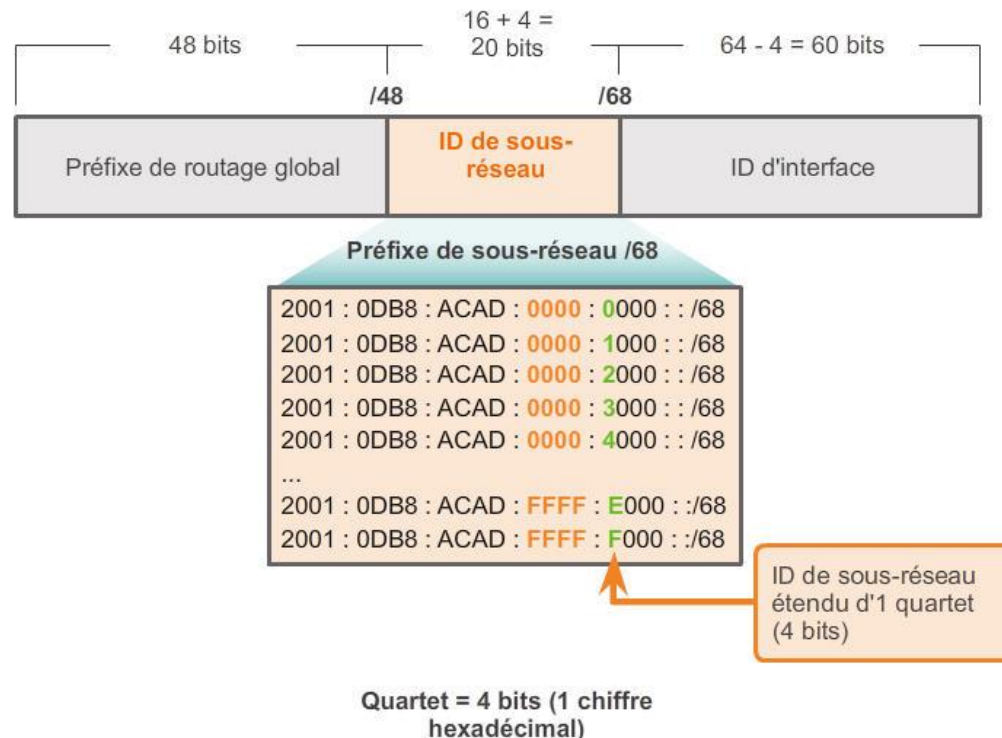 48 bits
16 + 4 =
20 bits
64 - 4 = 60 bits
/48
/68
Préfixe de routage global
ID de sous-
réseau
ID d'interface
Préfixe de sous-réseau /68
2001 : 0DB8 : ACAD : 0000 : 0000 : : /68
2001 : 0DB8 : ACAD : 0000 : 1000 : : /68
2001 : 0DB8 : ACAD : 0000 : 2000 : : /68
2001 : 0DB8 : ACAD : 0000 : 3000 : : /68
2001 : 0DB8 : ACAD : 0000 : 4000 : : /68
...
2001 : 0DB8 : ACAD : FFFF : E000 : :/68
2001 : 0DB8 : ACAD : FFFF : F000 : :/68
ID de sous-réseau
étendu d'1 quartet
(4 bits)
Quartet = 4 bits (1 chiffre
hexadécimal)